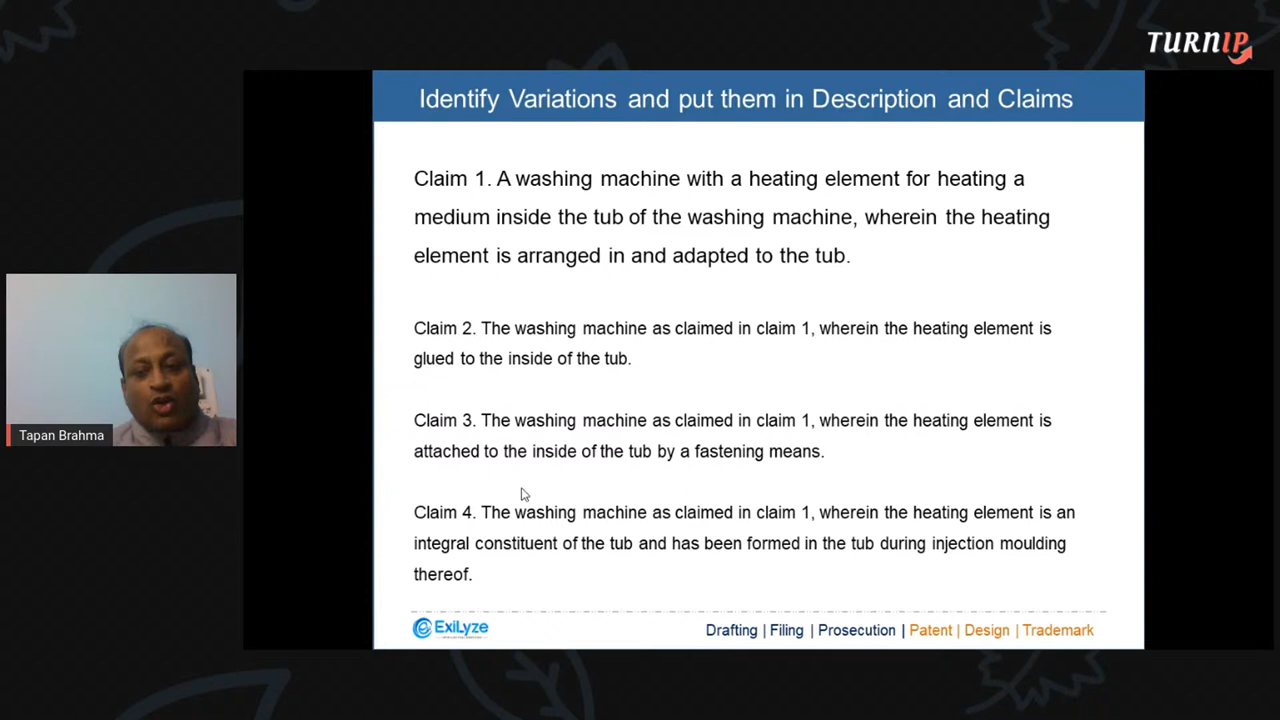 TURNIP
Identify Variations and put them in Description and Claims
Claim 1. A washing machine with a heating element for heating a
medium inside the tub of the washing machine, wherein the heating
element is arranged in and adapted to the tub.
Claim 2. The washing machine as claimed in claim 1, wherein the heating element is
glued to the inside of the tub.
Claim 3. The washing machine as claimed in claim 1, wherein the heating element is
attached to the inside of the tub by a fastening means.
Tapan Brahma
Claim 4. The washing machine as claimed in claim 1, wherein the heating element is an
integral constituent of the tub and has been formed in the tub during injection moulding
thereof.
ExiLyze
Drafting | Filing | Prosecution | Patent | Design | Trademark